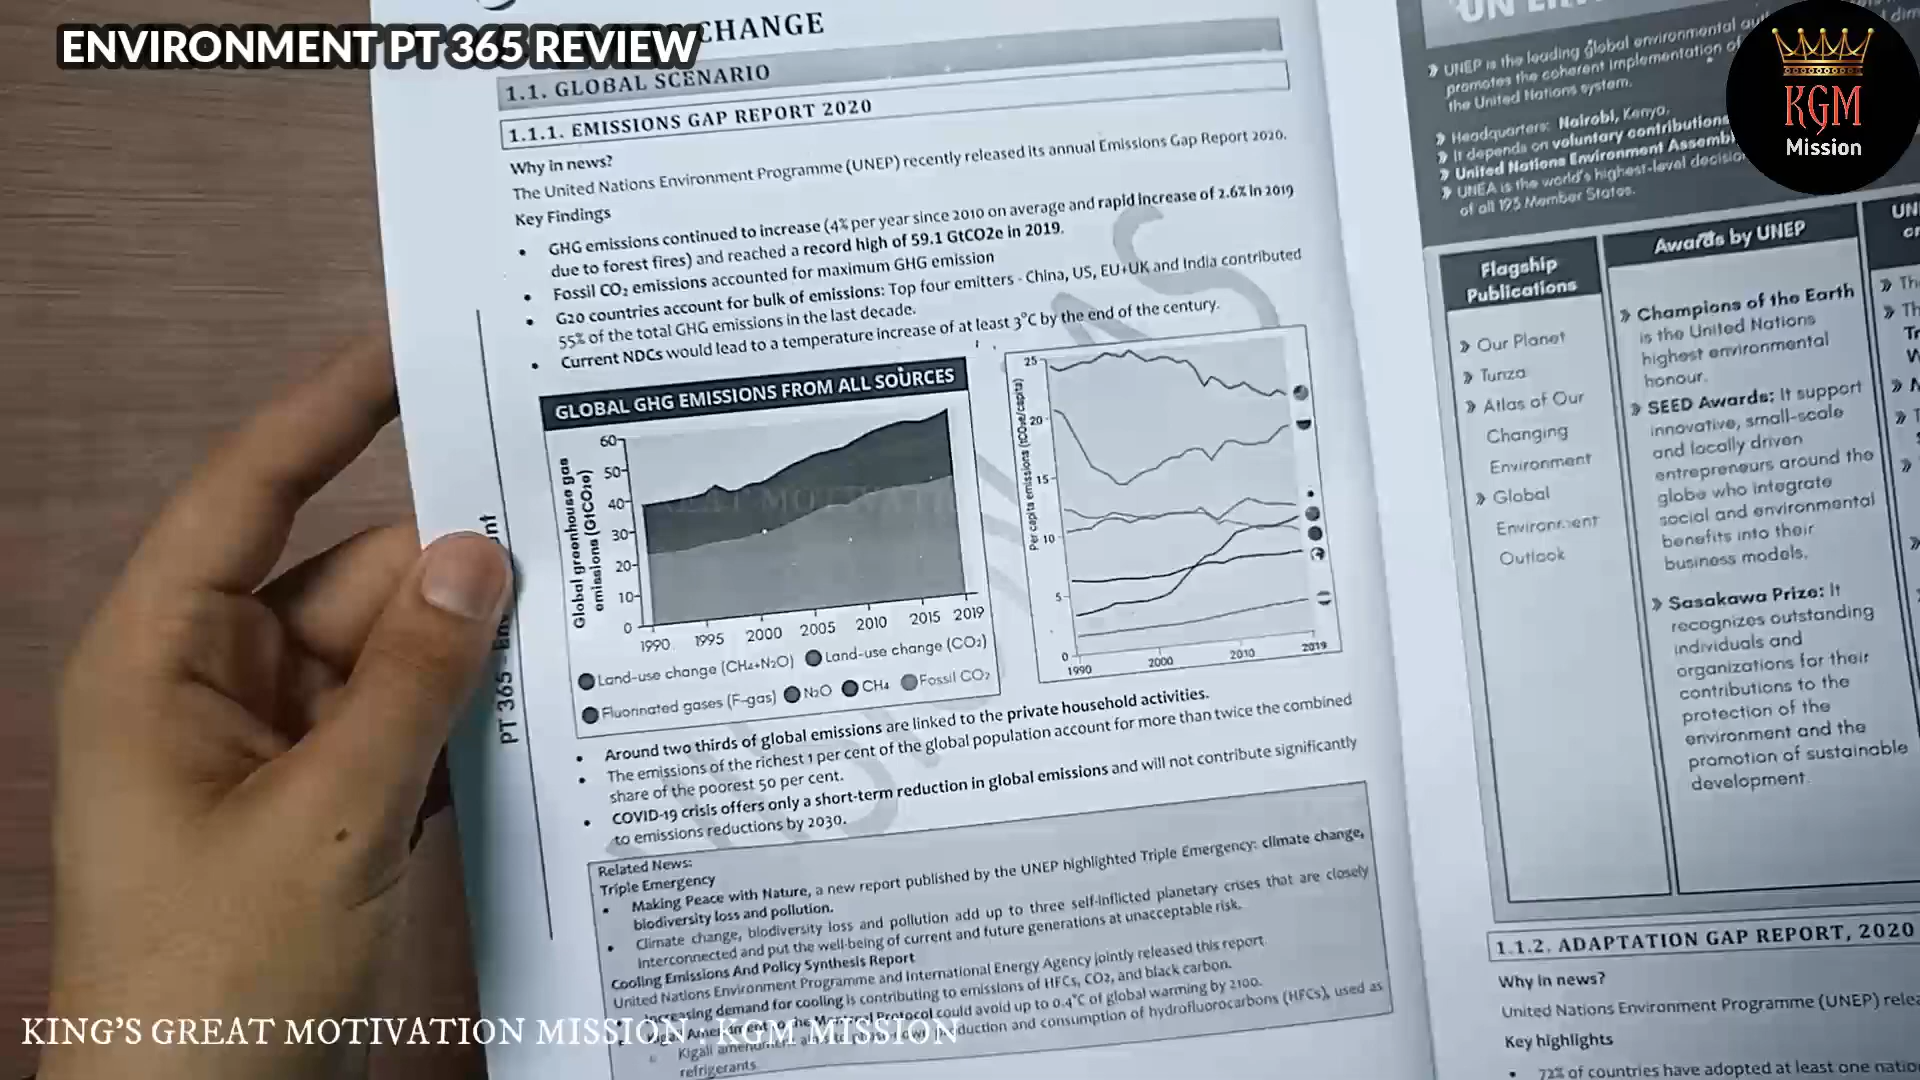 ENVIRONMENT PT 365 REVIEW
CHANGE
1.1. GLOBAL SCENARIO
1.1.1. EMISSIONS GAP REPORT 2020
Why in news?
The United Nations Environment Programme (UNEP) recently released its annual Emissions Gap Report 2020.
Key Findings
• GHG emissions continued to increase (4% per year since 2010 on average and rapid increase of 2.6% in 2019
due to forest fires) and reached a record high of 59.1 GtCO2e in 2019.
• Fossil CO₂ emissions accounted for maximum GHG emission
• G20 countries account for bulk of emissions: Top four emitters - China, US, EU+UK and India contributed
55% of the total GHG emissions in the last decade.
• Current NDCs would lead to a temperature increase of at least 3°C by the end of the century.
GLOBAL GHG EMISSIONS FROM ALL SOURCES
Global greenhouse gas
emissions (GtCO₂e)
60
50
40
30
20
10
0
1990
1995
2000
2005
2010
2015
2019
Land-use change (CH₄+N₂O) Land-use change (CO₂)
Fluorinated gases (F-gas) N₂O CH₄ Fossil CO₂
Per capita emissions (tCO₂e/capita)
25
20
15
10
5
0
1990
2000
2010
2019
• Around two thirds of global emissions are linked to the private household activities.
• The emissions of the richest 1 per cent of the global population account for more than twice the combined
share of the poorest 50 per cent.
• COVID-19 crisis offers only a short-term reduction in global emissions and will not contribute significantly
to emissions reductions by 2030.
Related News:
Triple Emergency
• Making Peace with Nature, a new report published by the UNEP highlighted Triple Emergency: climate change,
biodiversity loss and pollution.
• Climate change, biodiversity loss and pollution add up to three self-inflicted planetary crises that are closely
interconnected and put the well-being of current and future generations at unacceptable risk.
Cooling Emissions And Policy Synthesis Report
United Nations Environment Programme and International Energy Agency jointly released this report
Increasing demand for cooling is contributing to emissions of HFCs, CO₂, and black carbon.
Kigali Protocol could avoid up to 0.4°C of global warming by 2100.
Kigali and consumption of hydrofluorocarbons (HFCs), used as
refrigerants
PT 365 -
UNEP is the leading global environmental
promotes the coherent implementation of
the United Nations system.
» Headquarters: Nairobi, Kenya.
» It depends on voluntary contributions
» United Nations Environment
» UNEA is the world's highest-level
of all 193 Member States.
Flagship
Publications
» Our Planet
» Tunza
» Atlas of Our
Changing
Environment
» Global
Environment
Outlook
Awards by UNEP
» Champions of the Earth
is the United Nations
highest environmental
honour.
» SEED Awards: It support
innovative, small-scale
and locally driven
entrepreneurs around the
globe who integrate
social and environmental
benefits into their
business models.
» Sasakawa Prize: It
recognizes outstanding
individuals and
organizations for their
contributions to the
protection of the
environment and the
promotion of sustainable
development.
1.1.2. ADAPTATION GAP REPORT, 2020
Why in news?
United Nations Environment Programme (UNEP)
Key highlights
• 72% of countries have adopted at least one
KGM
Mission
KING'S GREAT MOTIVATION MISSION : KGM MISSION